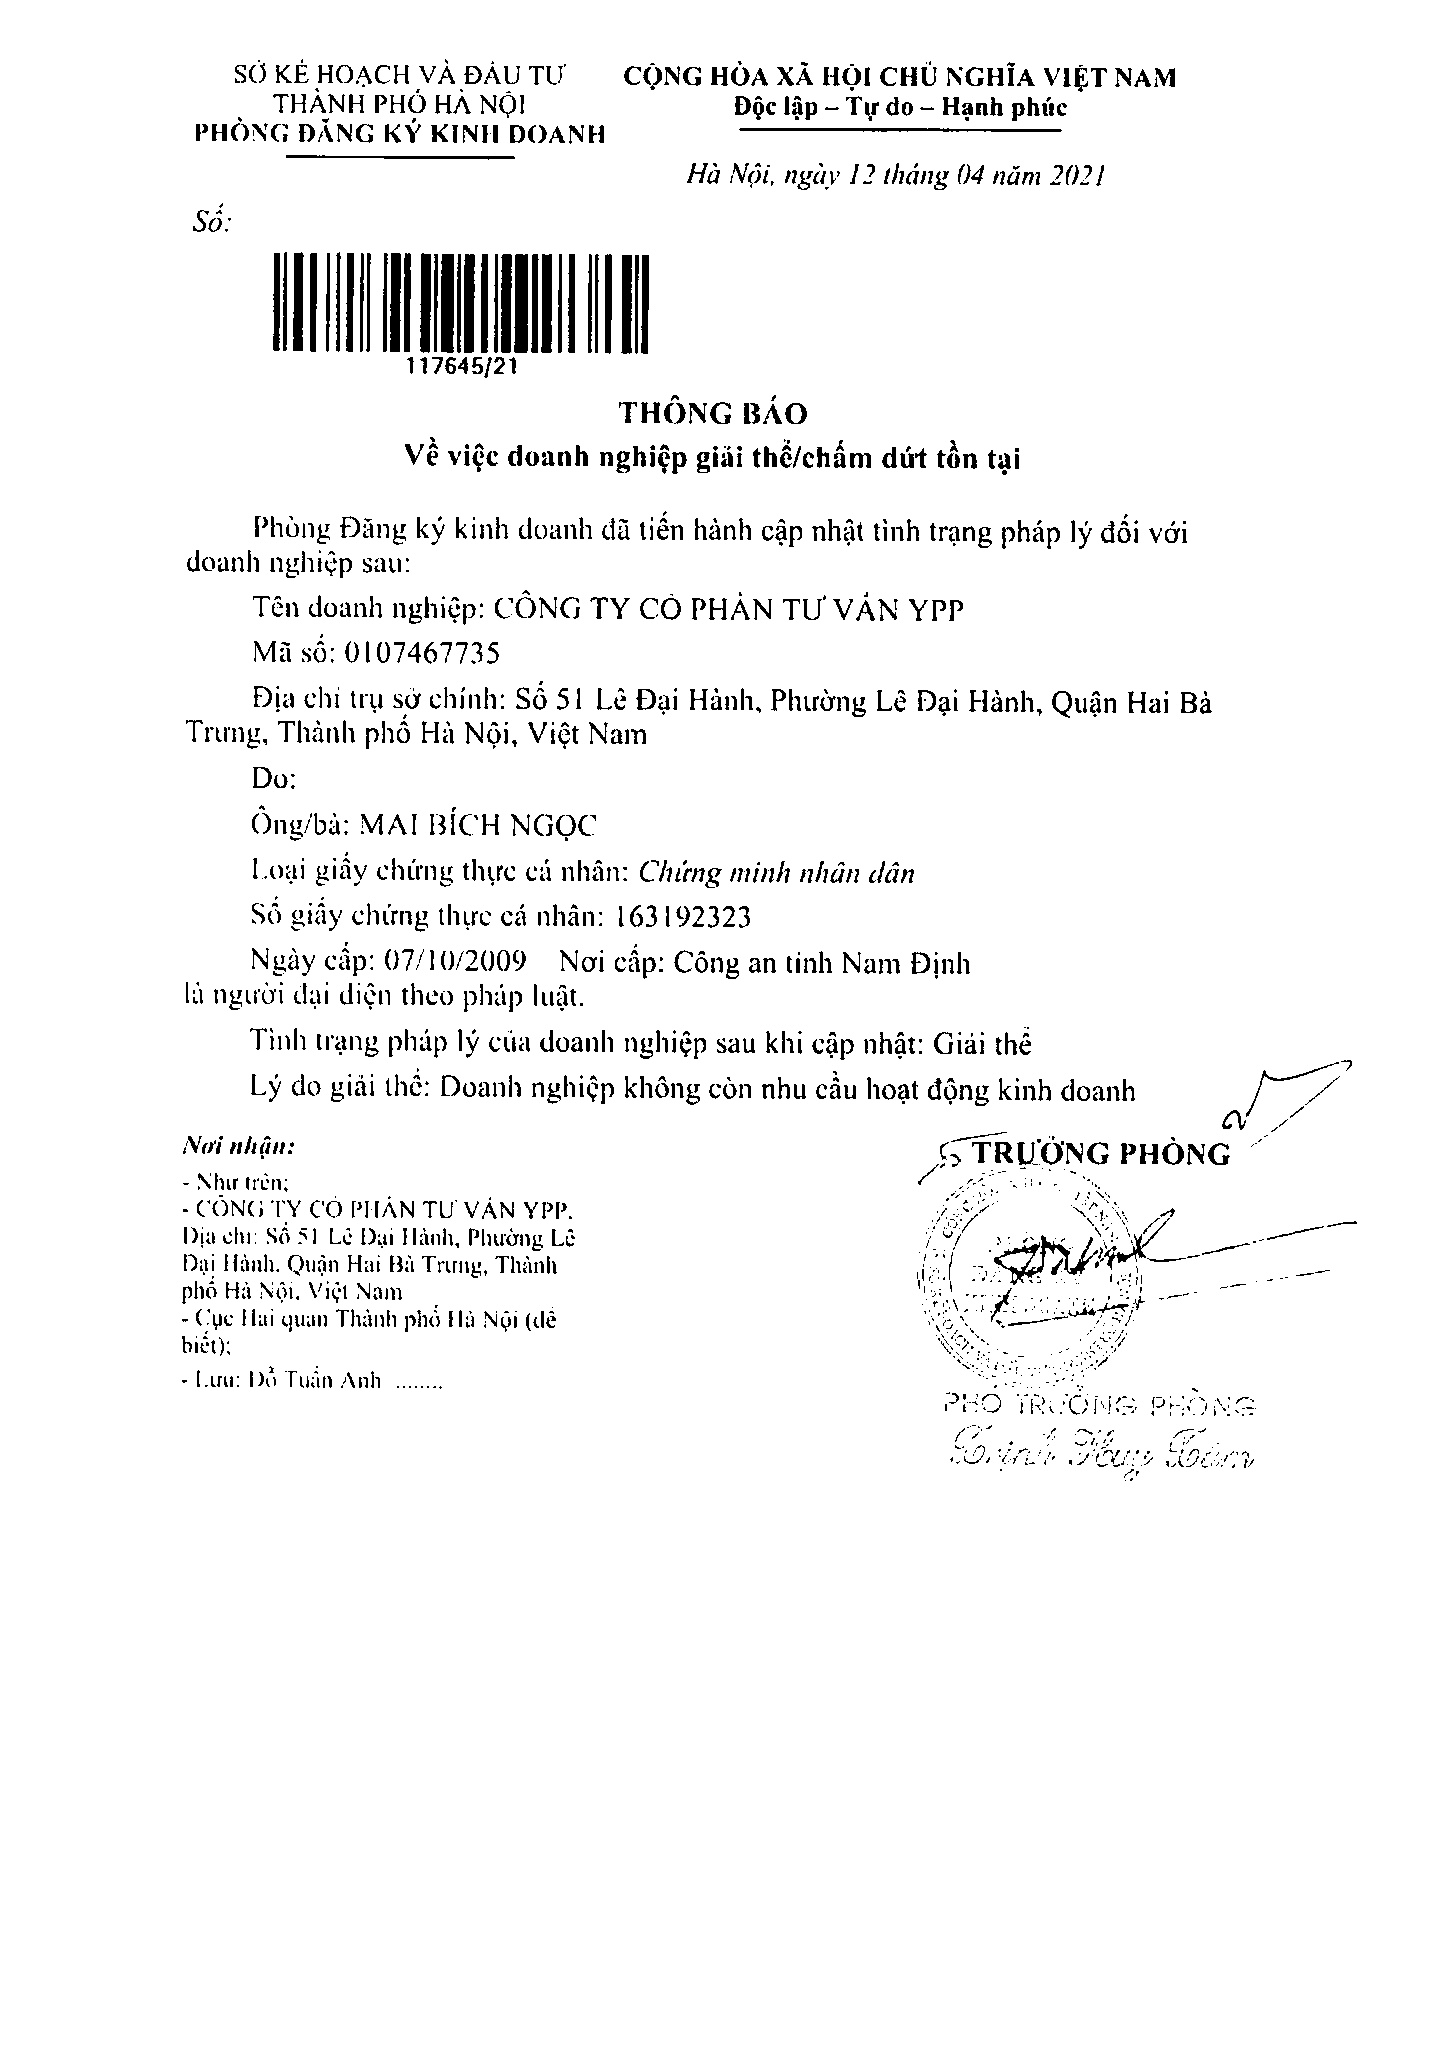 SỞ KẾ HOẠCH VÀ ĐẦU TƯ
THÀNH PHỐ HÀ NỘI
PHÒNG ĐĂNG KÝ KINH DOANH
CỘNG HÒA XÃ HỘI CHỦ NGHĨA VIỆT NAM
Độc lập – Tự do – Hạnh phúc
Hà Nội, ngày 12 tháng 04 năm 2021
Số:
117645/21
THÔNG BÁO
Về việc doanh nghiệp giải thể/chấm dứt tồn tại
Phòng Đăng ký kinh doanh đã tiến hành cập nhật tình trạng pháp lý đối với
doanh nghiệp sau:
Tên doanh nghiệp: CÔNG TY CỔ PHẦN TƯ VẤN YPP
Mã số: 0107467735
Địa chỉ trụ sở chính: Số 51 Lê Đại Hành, Phường Lê Đại Hành, Quận Hai Bà
Trưng, Thành phố Hà Nội, Việt Nam
Do:
Ông/bà: MAI BÍCH NGỌC
Loại giấy chứng thực cá nhân: Chứng minh nhân dân
Số giấy chứng thực cá nhân: 163192323
Ngày cấp: 07/10/2009 Nơi cấp: Công an tỉnh Nam Định
là người đại diện theo pháp luật.
Tình trạng pháp lý của doanh nghiệp sau khi cập nhật: Giải thể
Lý do giải thể: Doanh nghiệp không còn nhu cầu hoạt động kinh doanh
Nơi nhận:
- Như trên;
- CÔNG TY CỔ PHẦN TƯ VẤN YPP.
Địa chỉ: Số 51 Lê Đại Hành, Phường Lê
Đại Hành, Quận Hai Bà Trưng, Thành
phố Hà Nội, Việt Nam
- Cục Hải quan Thành phố Hà Nội (để
biết);
- Lưu: Đỗ Tuấn Anh ........
TRƯỞNG PHÒNG
PHÓ TRƯỞNG PHÒNG
Trịnh Huy Tám